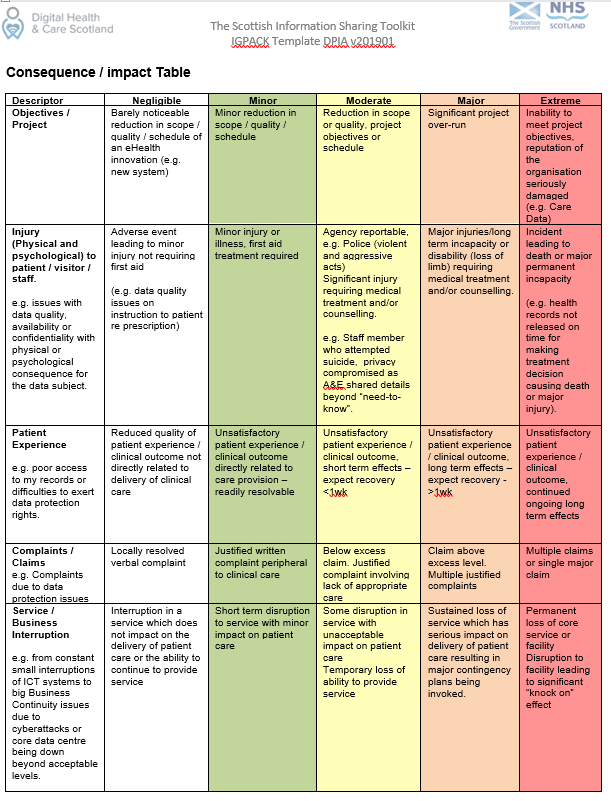 Digital Health
& Care Scotland
The Scottish Information Sharing Toolkit
IGPACK Template DPIA v201901
The Scottish
Government
NHS
SCOTLAND
Consequence / impact Table
Descriptor
Negligible
Minor
Moderate
Major
Extreme
Objectives /
Project
Barely noticeable
reduction in scope /
quality / schedule of
an eHealth
innovation (e.g.
new system)
Minor reduction in
scope / quality /
schedule
Reduction in scope
or quality, project
objectives or
schedule
Significant project
over-run
Inability to
meet project
objectives,
reputation of
the
organisation
seriously
damaged
(e.g. Care
Data)
Injury
(Physical and
psychological) to
patient / visitor /
staff.
e.g. issues with
data quality,
availability or
confidentiality with
physical or
psychological
consequence for
the data subject.
Adverse event
leading to minor
injury not requiring
first aid
(e.g. data quality
issues on
instruction to patient
re prescription)
Minor injury or
illness, first aid
treatment required
Agency reportable,
e.g. Police (violent
and aggressive
acts)
Significant injury
requiring medical
treatment and/or
counselling.
e.g. Staff member
who attempted
suicide, privacy
compromised as
A&E shared details
beyond "need-to-
know".
Major injuries/long
term incapacity or
disability (loss of
limb) requiring
medical treatment
and/or counselling.
Incident
leading to
death or major
permanent
incapacity
(e.g. health
records not
released on
time for
making
treatment
decision
causing death
or major
injury).
Patient
Experience
e.g. poor access
to my records or
difficulties to exert
data protection
rights.
Reduced quality of
patient experience /
clinical outcome not
directly related to
delivery of clinical
care
Unsatisfactory
patient experience /
clinical outcome
directly related to
care provision –
readily resolvable
Unsatisfactory
patient experience /
clinical outcome,
short term effects –
expect recovery
<1wk
Unsatisfactory
patient experience
/ clinical outcome,
long term effects –
expect recovery -
>1wk
Unsatisfactory
patient
experience /
clinical
outcome,
continued
ongoing long
term effects
Complaints /
Claims
e.g. Complaints
due to data
protection issues
Locally resolved
verbal complaint
Justified written
complaint peripheral
to clinical care
Below excess
claim. Justified
complaint involving
lack of appropriate
care
Claim above
excess level.
Multiple justified
complaints
Multiple claims
or single major
claim
Service /
Business
Interruption
e.g. from constant
small interruptions
of ICT systems to
big Business
Continuity issues
due to
cyberattacks or
core data centre
being down
beyond acceptable
levels.
Interruption in a
service which does
not impact on the
delivery of patient
care or the ability to
continue to provide
service
Short term disruption
to service with minor
impact on patient
care
Some disruption in
service with
unacceptable
impact on patient
care
Temporary loss of
ability to provide
service
Sustained loss of
service which has
serious impact on
delivery of patient
care resulting in
major contingency
plans being
invoked.
Permanent
loss of core
service or
facility
Disruption to
facility leading
to significant
"knock on"
effect